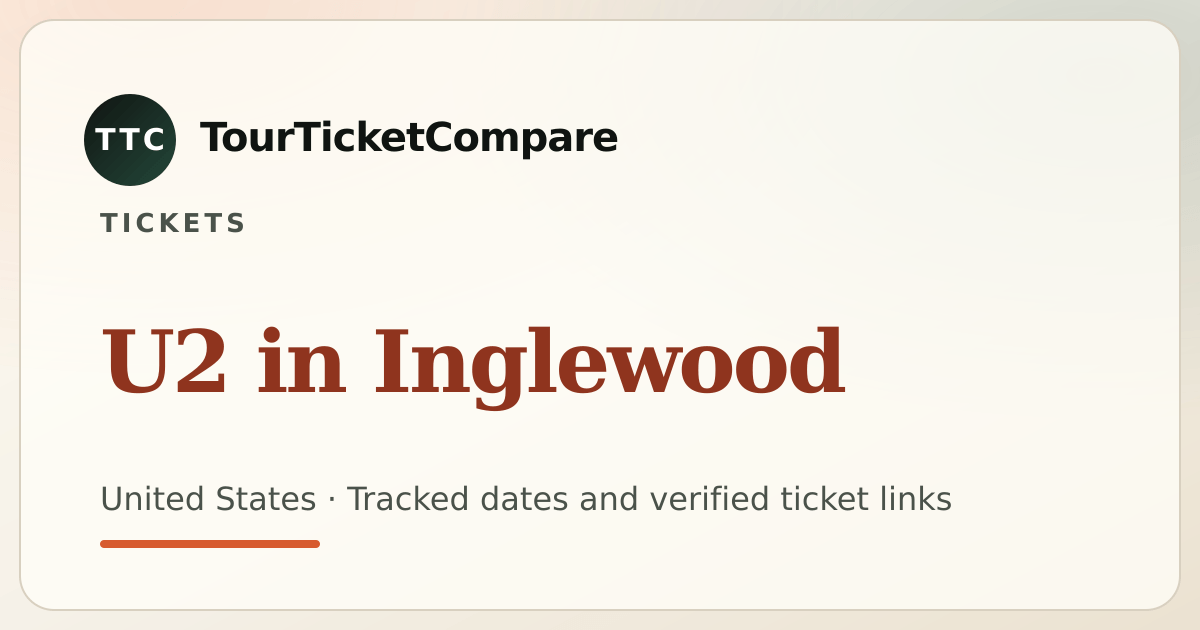 TTC TourTicketCompare
TICKETS
U2 in Inglewood
United States · Tracked dates and verified ticket links